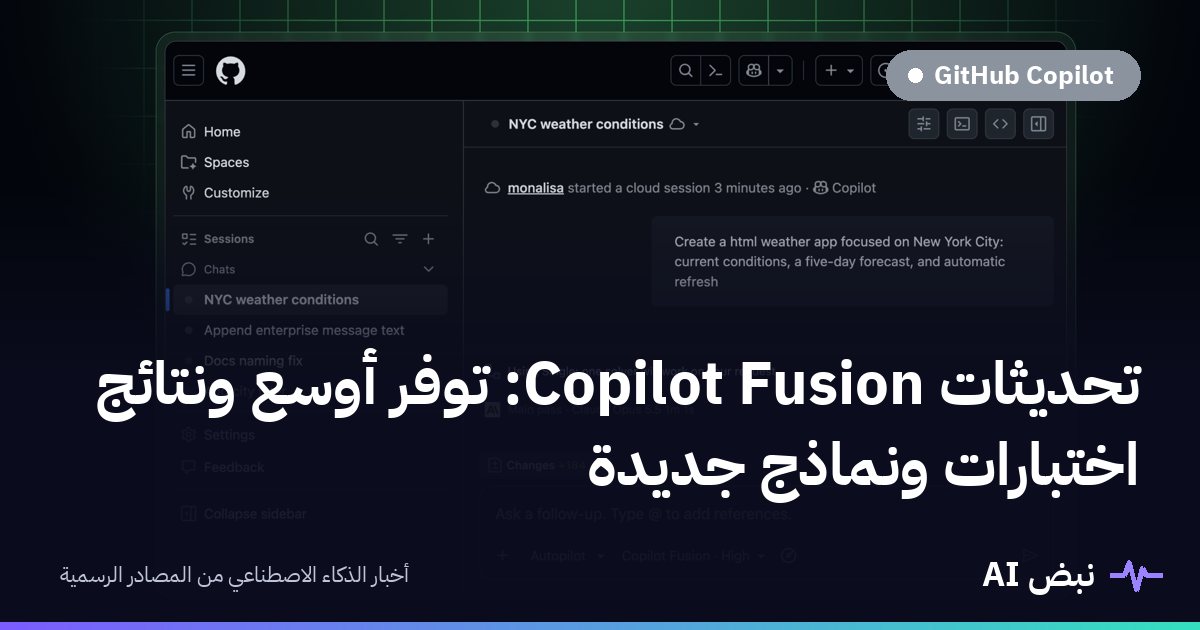 GitHub Copilot
Home
Spaces
Customize
Sessions
Chats
NYC weather conditions
Append enterprise message text
Docs naming fix
Settings
Feedback
Collapse sidebar
NYC weather conditions
monalisa started a cloud session 3 minutes ago · Copilot
Create a html weather app focused on New York City:
current conditions, a five-day forecast, and automatic
refresh
Changes
Ask a follow-up. Type @ to add references.
Autopilot
Copilot Fusion · High
تحديثات Copilot Fusion: توفر أوسع ونتائج
اختبارات ونماذج جديدة
نبض AI
أخبار الذكاء الاصطناعي من المصادر الرسمية